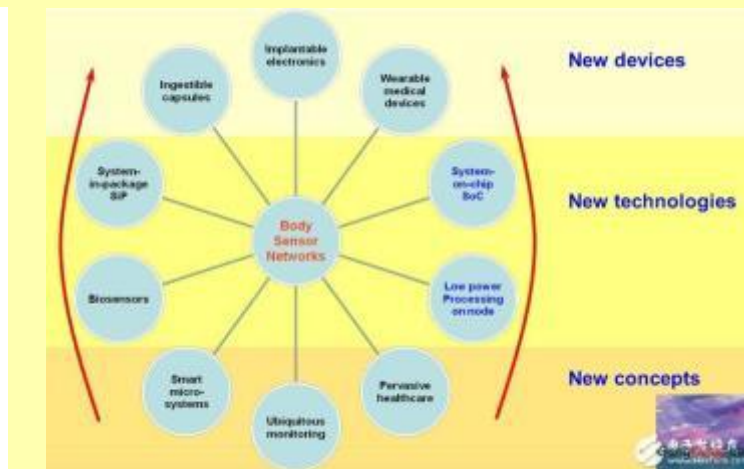 Implantable
electronics
Ingestible
capsules
Wearable
medical
devices
New devices
System-
in-package
SiP
System-
on-chip
SoC
New technologies
Body
Sensor
Networks
Biosensors
Low power
Processing
on node
Smart
micro-
systems
Pervasive
healthcare
New concepts
Ubiquitous
monitoring